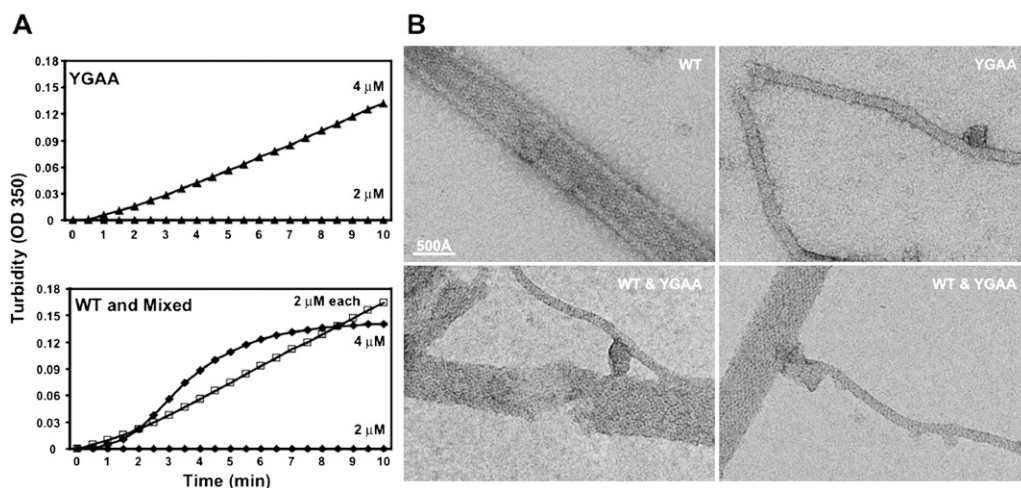 A
B
0.18
YGAA
0.15
4 μM
0.12
0.09
0.06
0.03
2 μM
0
0 1 2 3 4 5 6 7 8 9 10
Turbidity (OD 350)
0.18
WT and Mixed
2 μM each
0.15
4 μM
0.12
0.09
0.06
0.03
2 μM
0
0 1 2 3 4 5 6 7 8 9 10
Time (min)
WT
500Å
YGAA
WT & YGAA
WT & YGAA